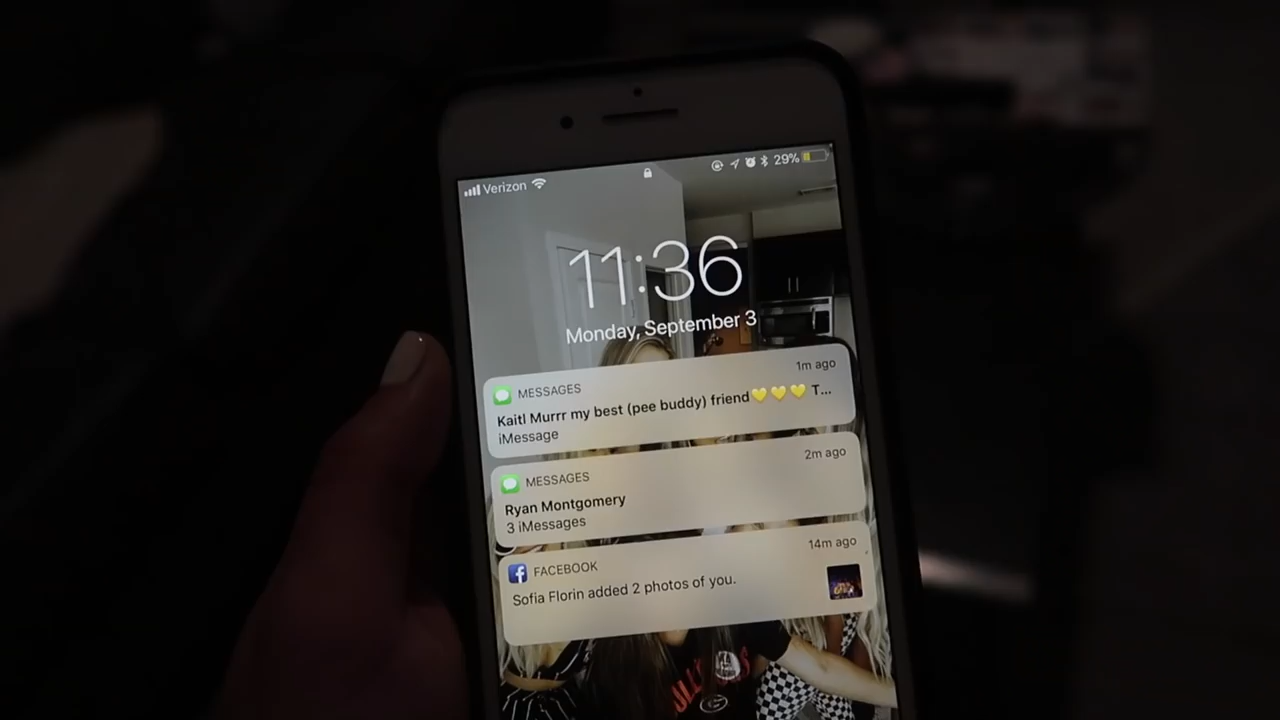 Verizon
29%
11:36
Monday, September 3
MESSAGES
1m ago
Kaitl Murrr my best (pee buddy) friend💛💛💛 T...
iMessage
MESSAGES
2m ago
Ryan Montgomery
3 iMessages
FACEBOOK
14m ago
Sofia Florin added 2 photos of you.